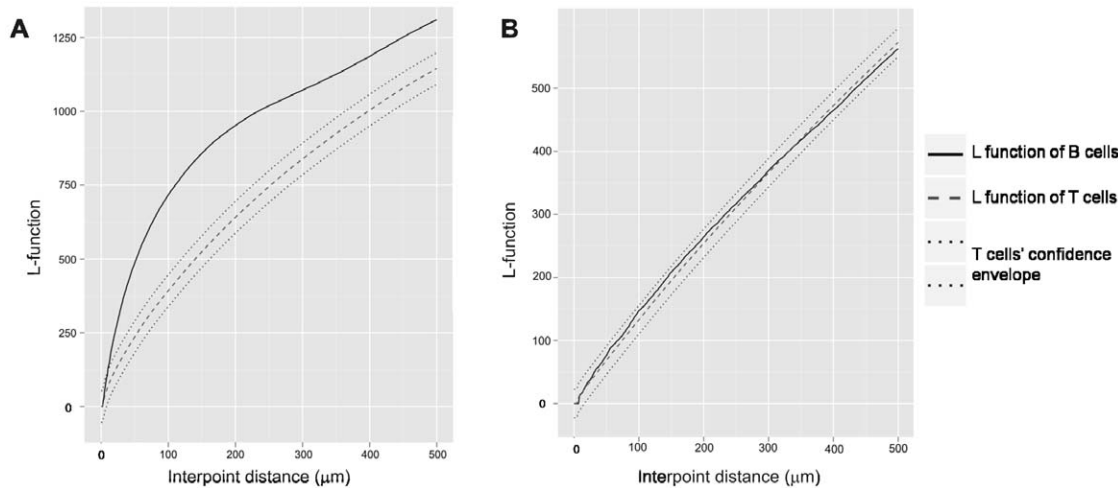 A
1250
1000
750
500
250
0
L-function
0
100
200
300
400
500
Interpoint distance (μm)
B
500
400
300
200
100
0
L-function
0
100
200
300
400
500
Interpoint distance (μm)
L function of B cells
L function of T cells
T cells' confidence
envelope